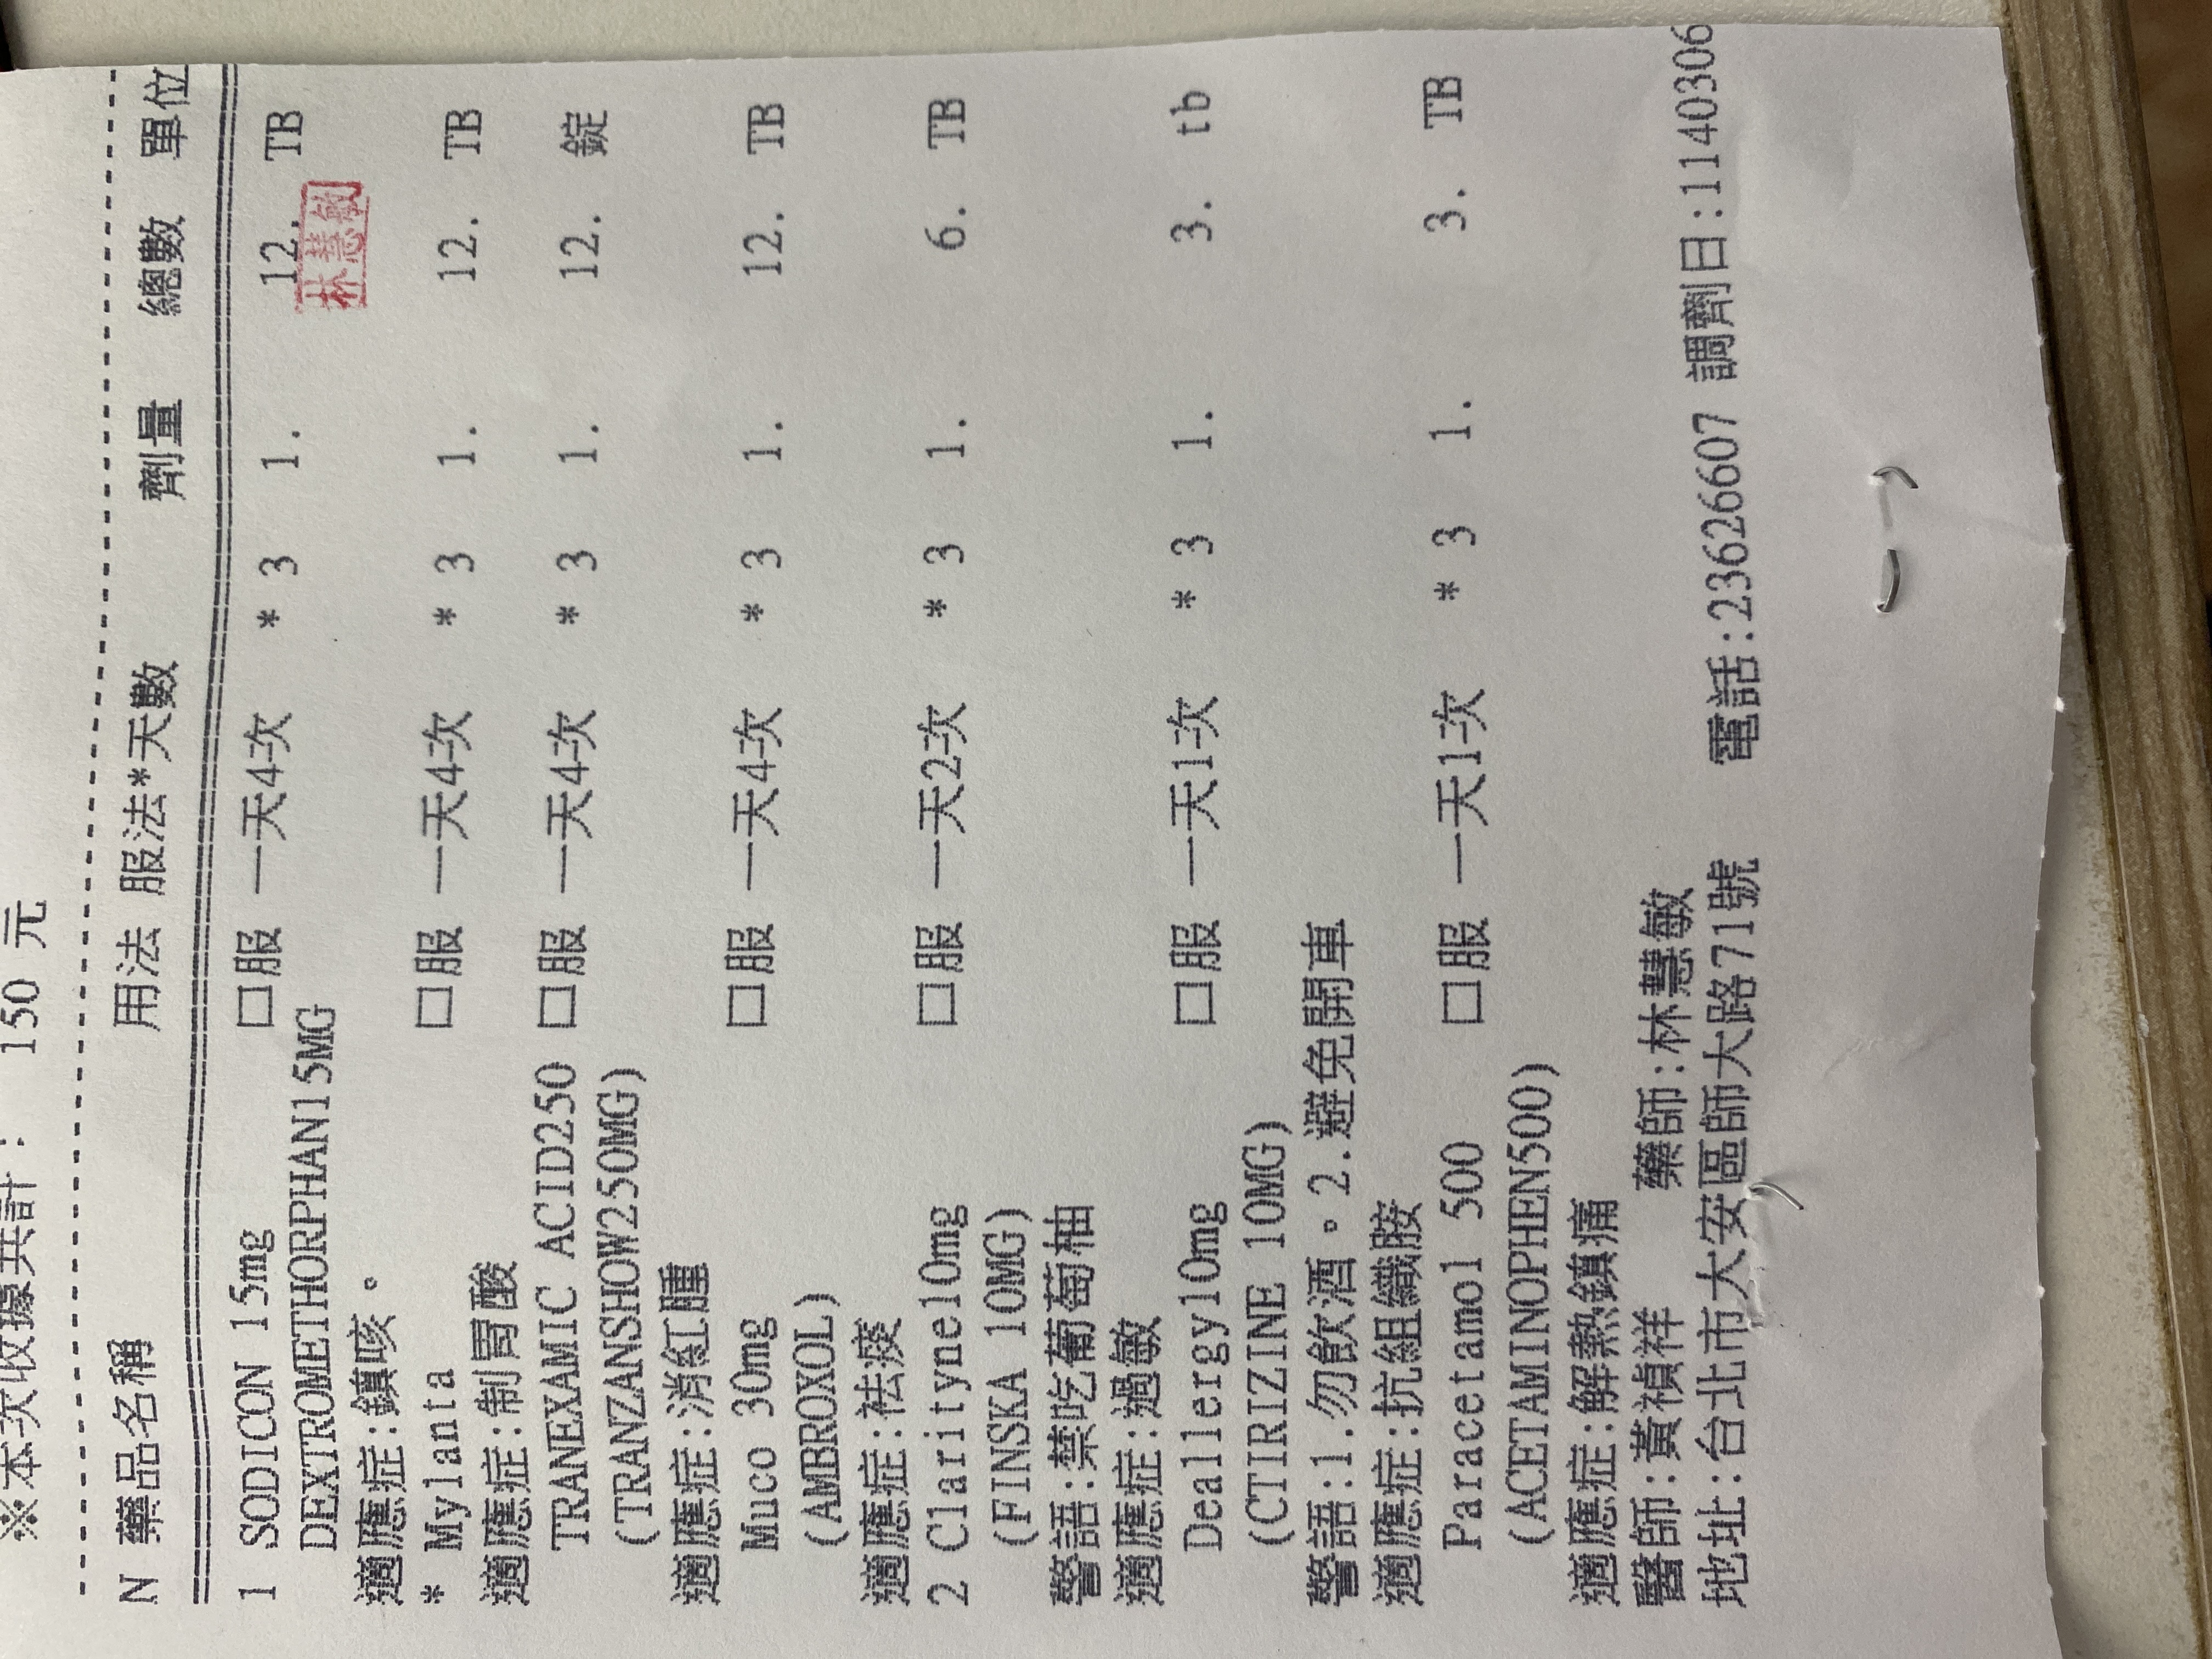 ※本次收據共計： 150 元
N 藥品名稱 用法 服法*天數 劑量 總數 單位
1 SODICON 15mg 口服 一天4次 * 3 1. 12. TB
DEXTROMETHORPHAN15MG
林慧敏
適應症:鎮咳。
* Mylanta 口服 一天4次 * 3 1. 12. TB
適應症:制胃酸
TRANEXAMIC ACID250 口服 一天4次 * 3 1. 12. 錠
(TRANZANSHOW250MG)
適應症:消紅腫
Muco 30mg 口服 一天4次 * 3 1. 12. TB
(AMBROXOL)
適應症:袪痰
2 Clarityne10mg 口服 一天2次 * 3 1. 6. TB
(FINSKA 10MG)
警語:禁吃葡萄柚
適應症:過敏
Deallergy10mg 口服 一天1次 * 3 1. 3. tb
(CTIRIZINE 10MG)
警語:1.勿飲酒。2.避免開車
適應症:抗組織胺
Paracetamol 500 口服 一天1次 * 3 1. 3. TB
(ACETAMINOPHEN500)
適應症:解熱鎮痛
醫師:黃禎祥 藥師:林慧敏
地址:台北市大安區師大路71號 電話:23626607 調劑日:1140306